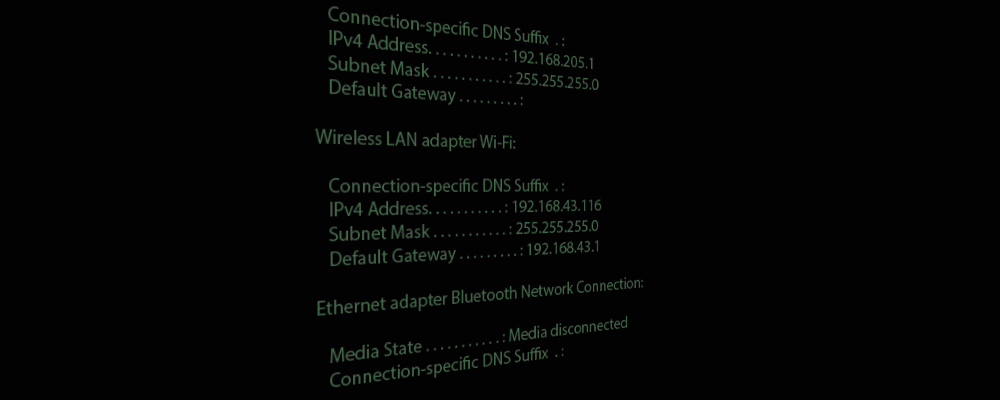 Connection-specific DNS Suffix . :
IPv4 Address. . . . . . . . . . . : 192.168.205.1
Subnet Mask . . . . . . . . . . . : 255.255.255.0
Default Gateway . . . . . . . . . :
Wireless LAN adapter Wi-Fi:
Connection-specific DNS Suffix . :
IPv4 Address. . . . . . . . . . . : 192.168.43.116
Subnet Mask . . . . . . . . . . . : 255.255.255.0
Default Gateway . . . . . . . . . : 192.168.43.1
Ethernet adapter Bluetooth Network Connection:
Media State . . . . . . . . . . . : Media disconnected
Connection-specific DNS Suffix . :